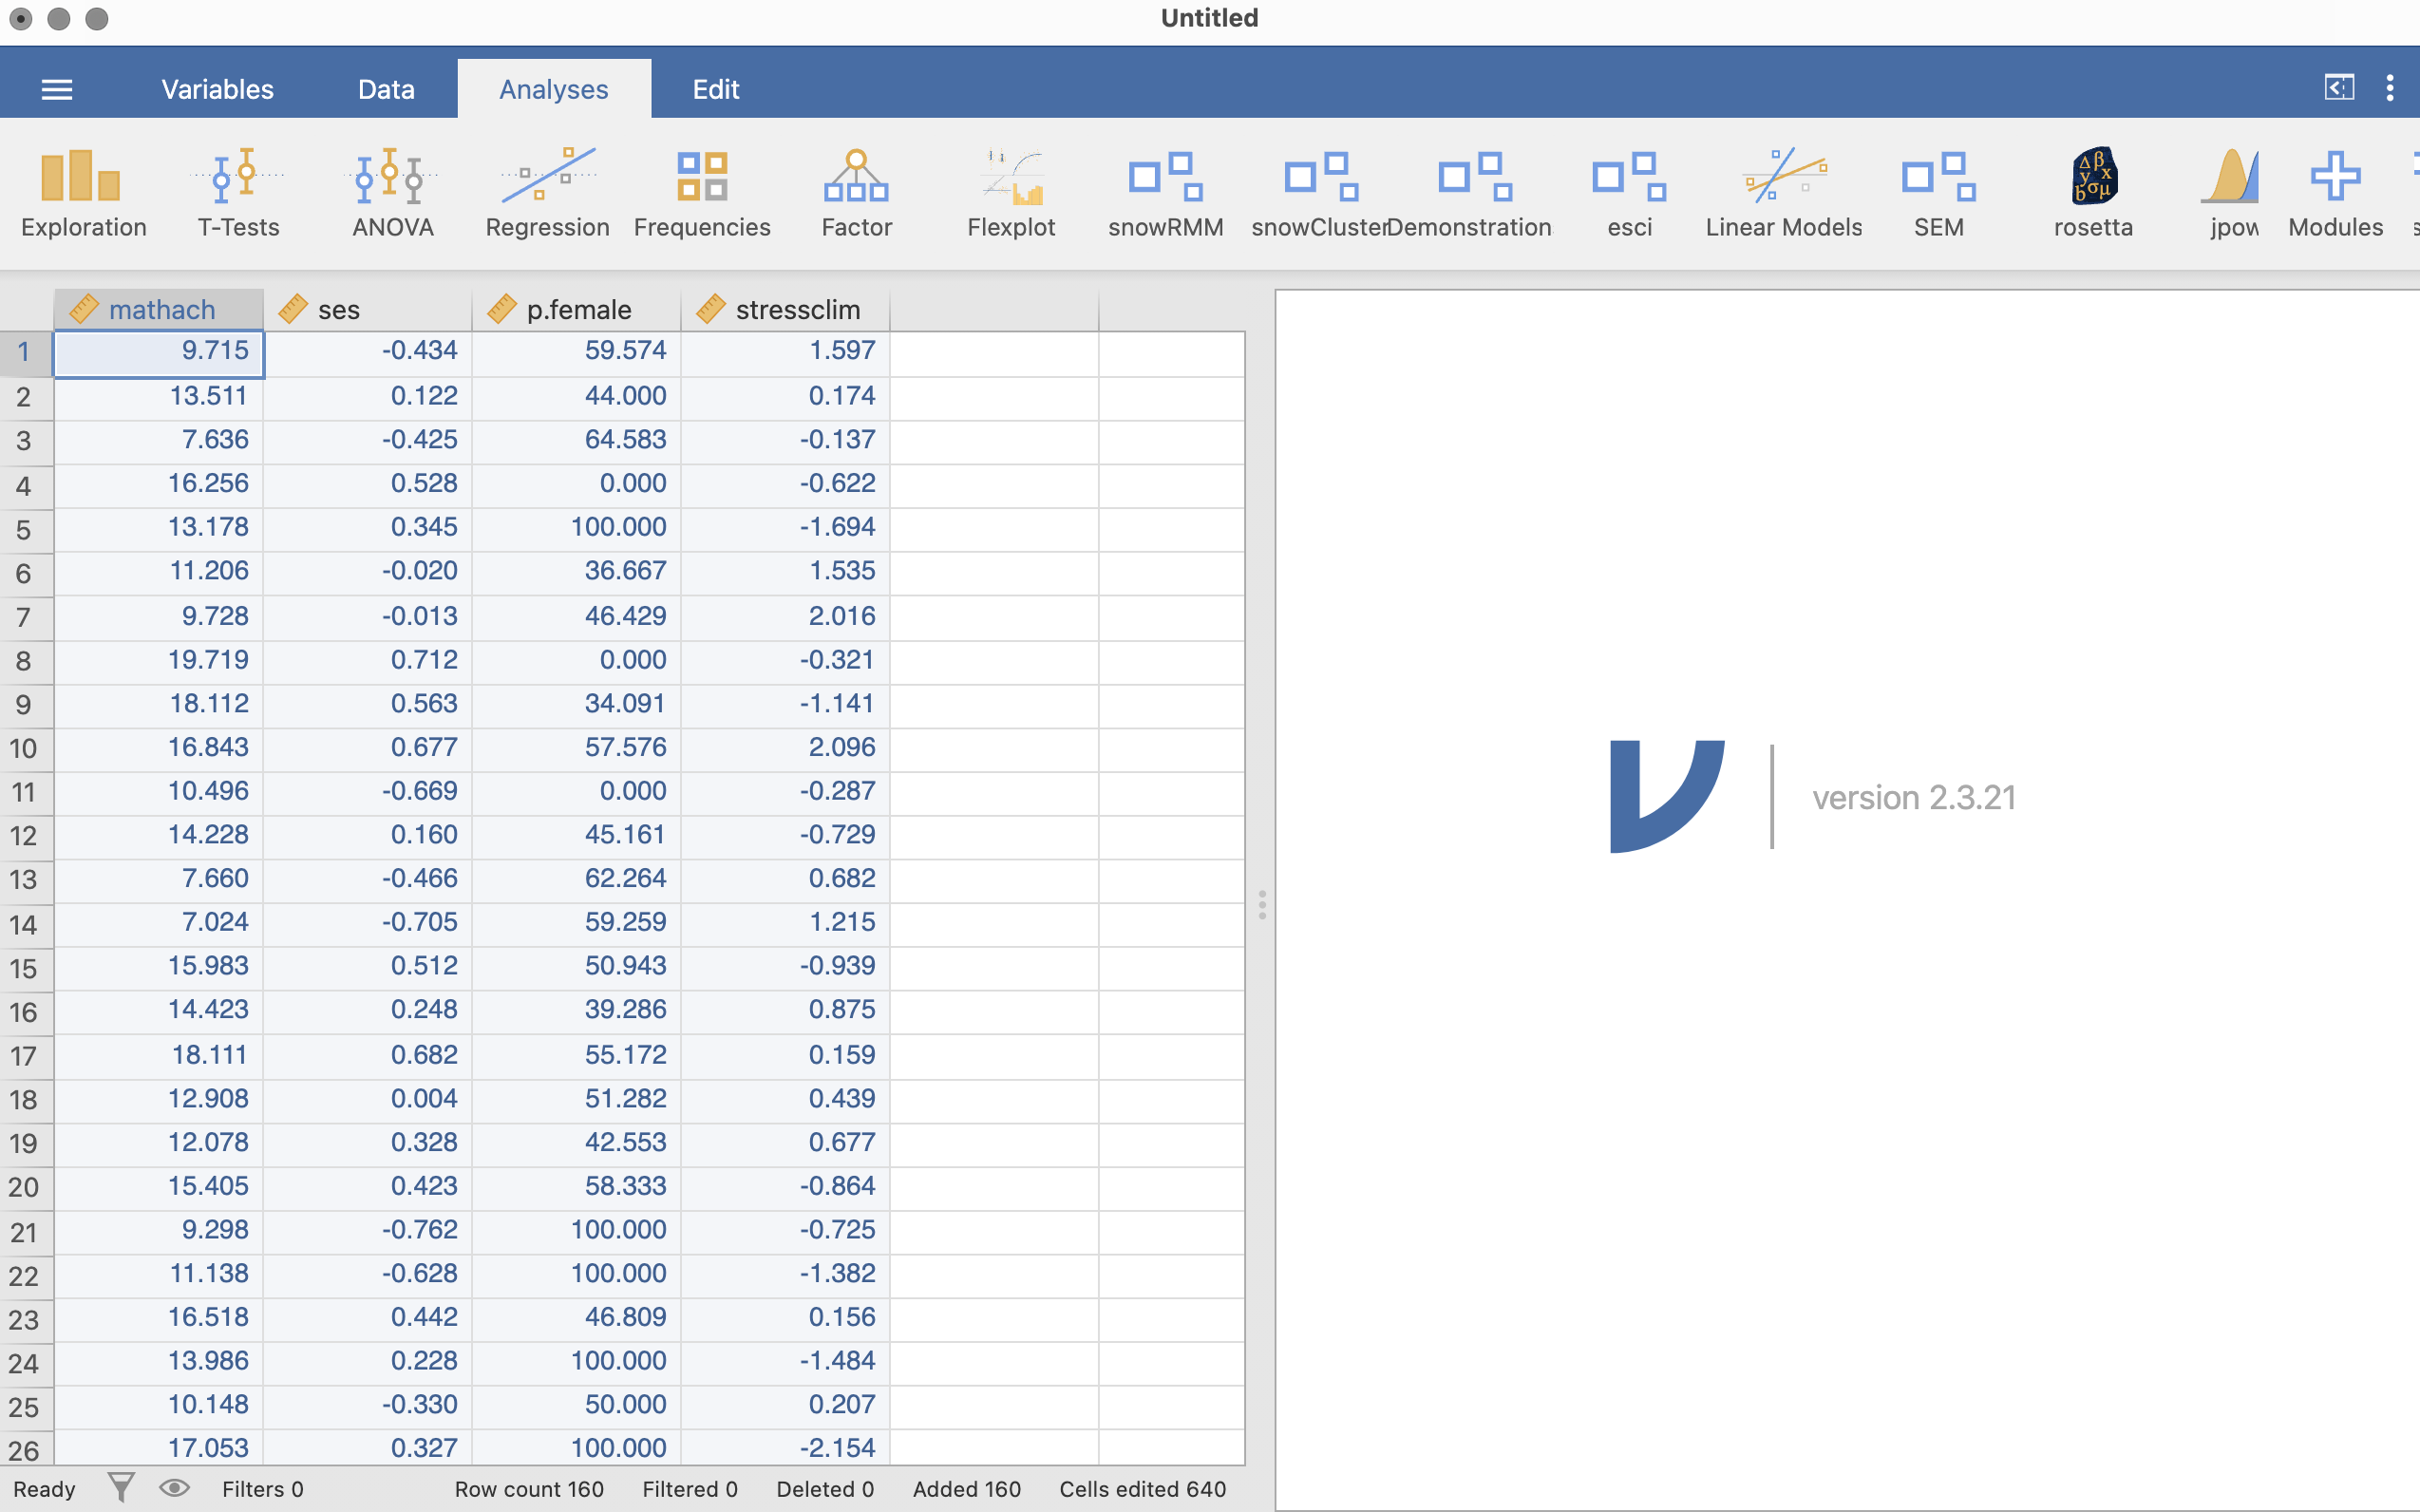 Untitled
Variables Data Analyses Edit
Exploration T-Tests ANOVA Regression Frequencies Factor Flexplot snowRMM snowCluster Demonstration esci Linear Models SEM rosetta jpow Modules
Δ β
y x
b σ μ
mathach ses p.female stressclim
1 9.715 -0.434 59.574 1.597
2 13.511 0.122 44.000 0.174
3 7.636 -0.425 64.583 -0.137
4 16.256 0.528 0.000 -0.622
5 13.178 0.345 100.000 -1.694
6 11.206 -0.020 36.667 1.535
7 9.728 -0.013 46.429 2.016
8 19.719 0.712 0.000 -0.321
9 18.112 0.563 34.091 -1.141
10 16.843 0.677 57.576 2.096
11 10.496 -0.669 0.000 -0.287
12 14.228 0.160 45.161 -0.729
13 7.660 -0.466 62.264 0.682
14 7.024 -0.705 59.259 1.215
15 15.983 0.512 50.943 -0.939
16 14.423 0.248 39.286 0.875
17 18.111 0.682 55.172 0.159
18 12.908 0.004 51.282 0.439
19 12.078 0.328 42.553 0.677
20 15.405 0.423 58.333 -0.864
21 9.298 -0.762 100.000 -0.725
22 11.138 -0.628 100.000 -1.382
23 16.518 0.442 46.809 0.156
24 13.986 0.228 100.000 -1.484
25 10.148 -0.330 50.000 0.207
26 17.053 0.327 100.000 -2.154
version 2.3.21
Ready Filters 0 Row count 160 Filtered 0 Deleted 0 Added 160 Cells edited 640